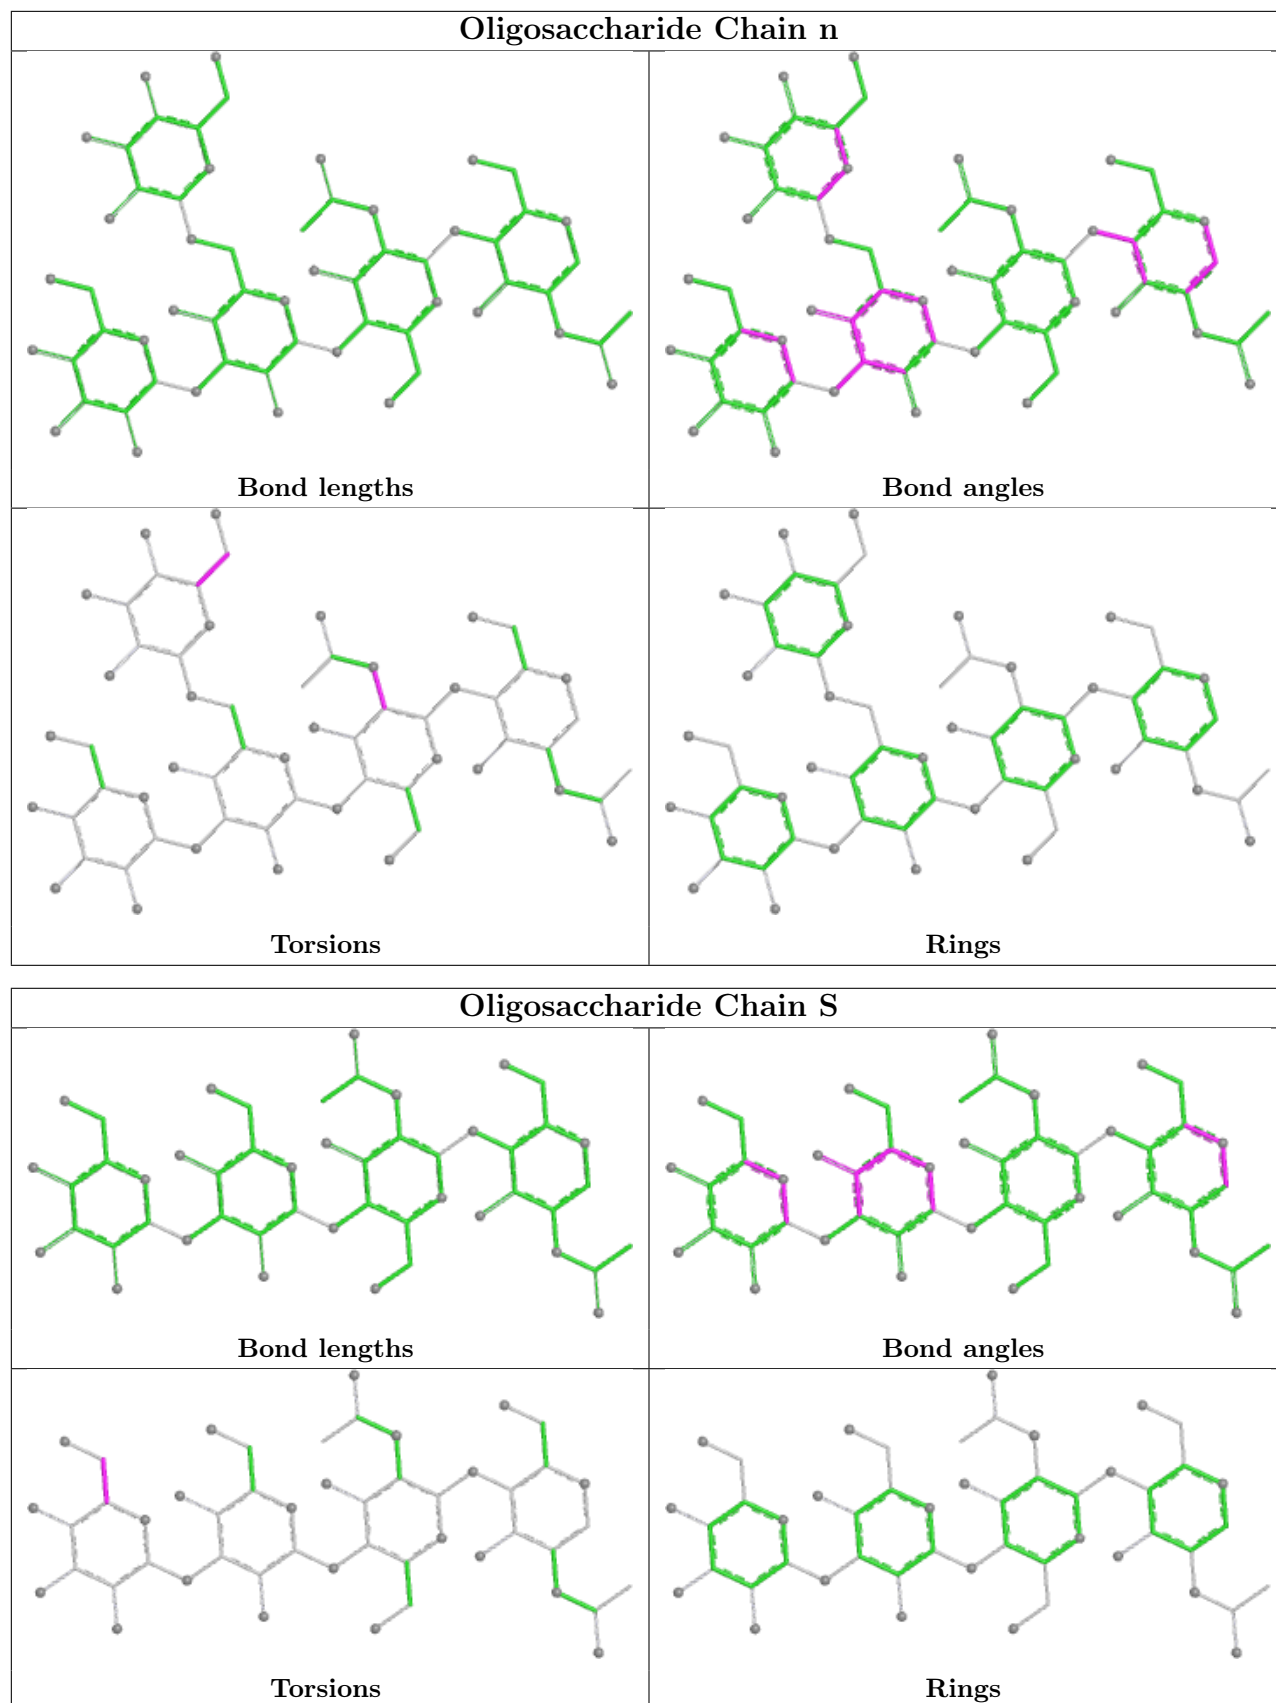 Oligosaccharide Chain n
Bond lengths
Bond angles
Torsions
Rings
Oligosaccharide Chain S
Bond lengths
Bond angles
Torsions
Rings